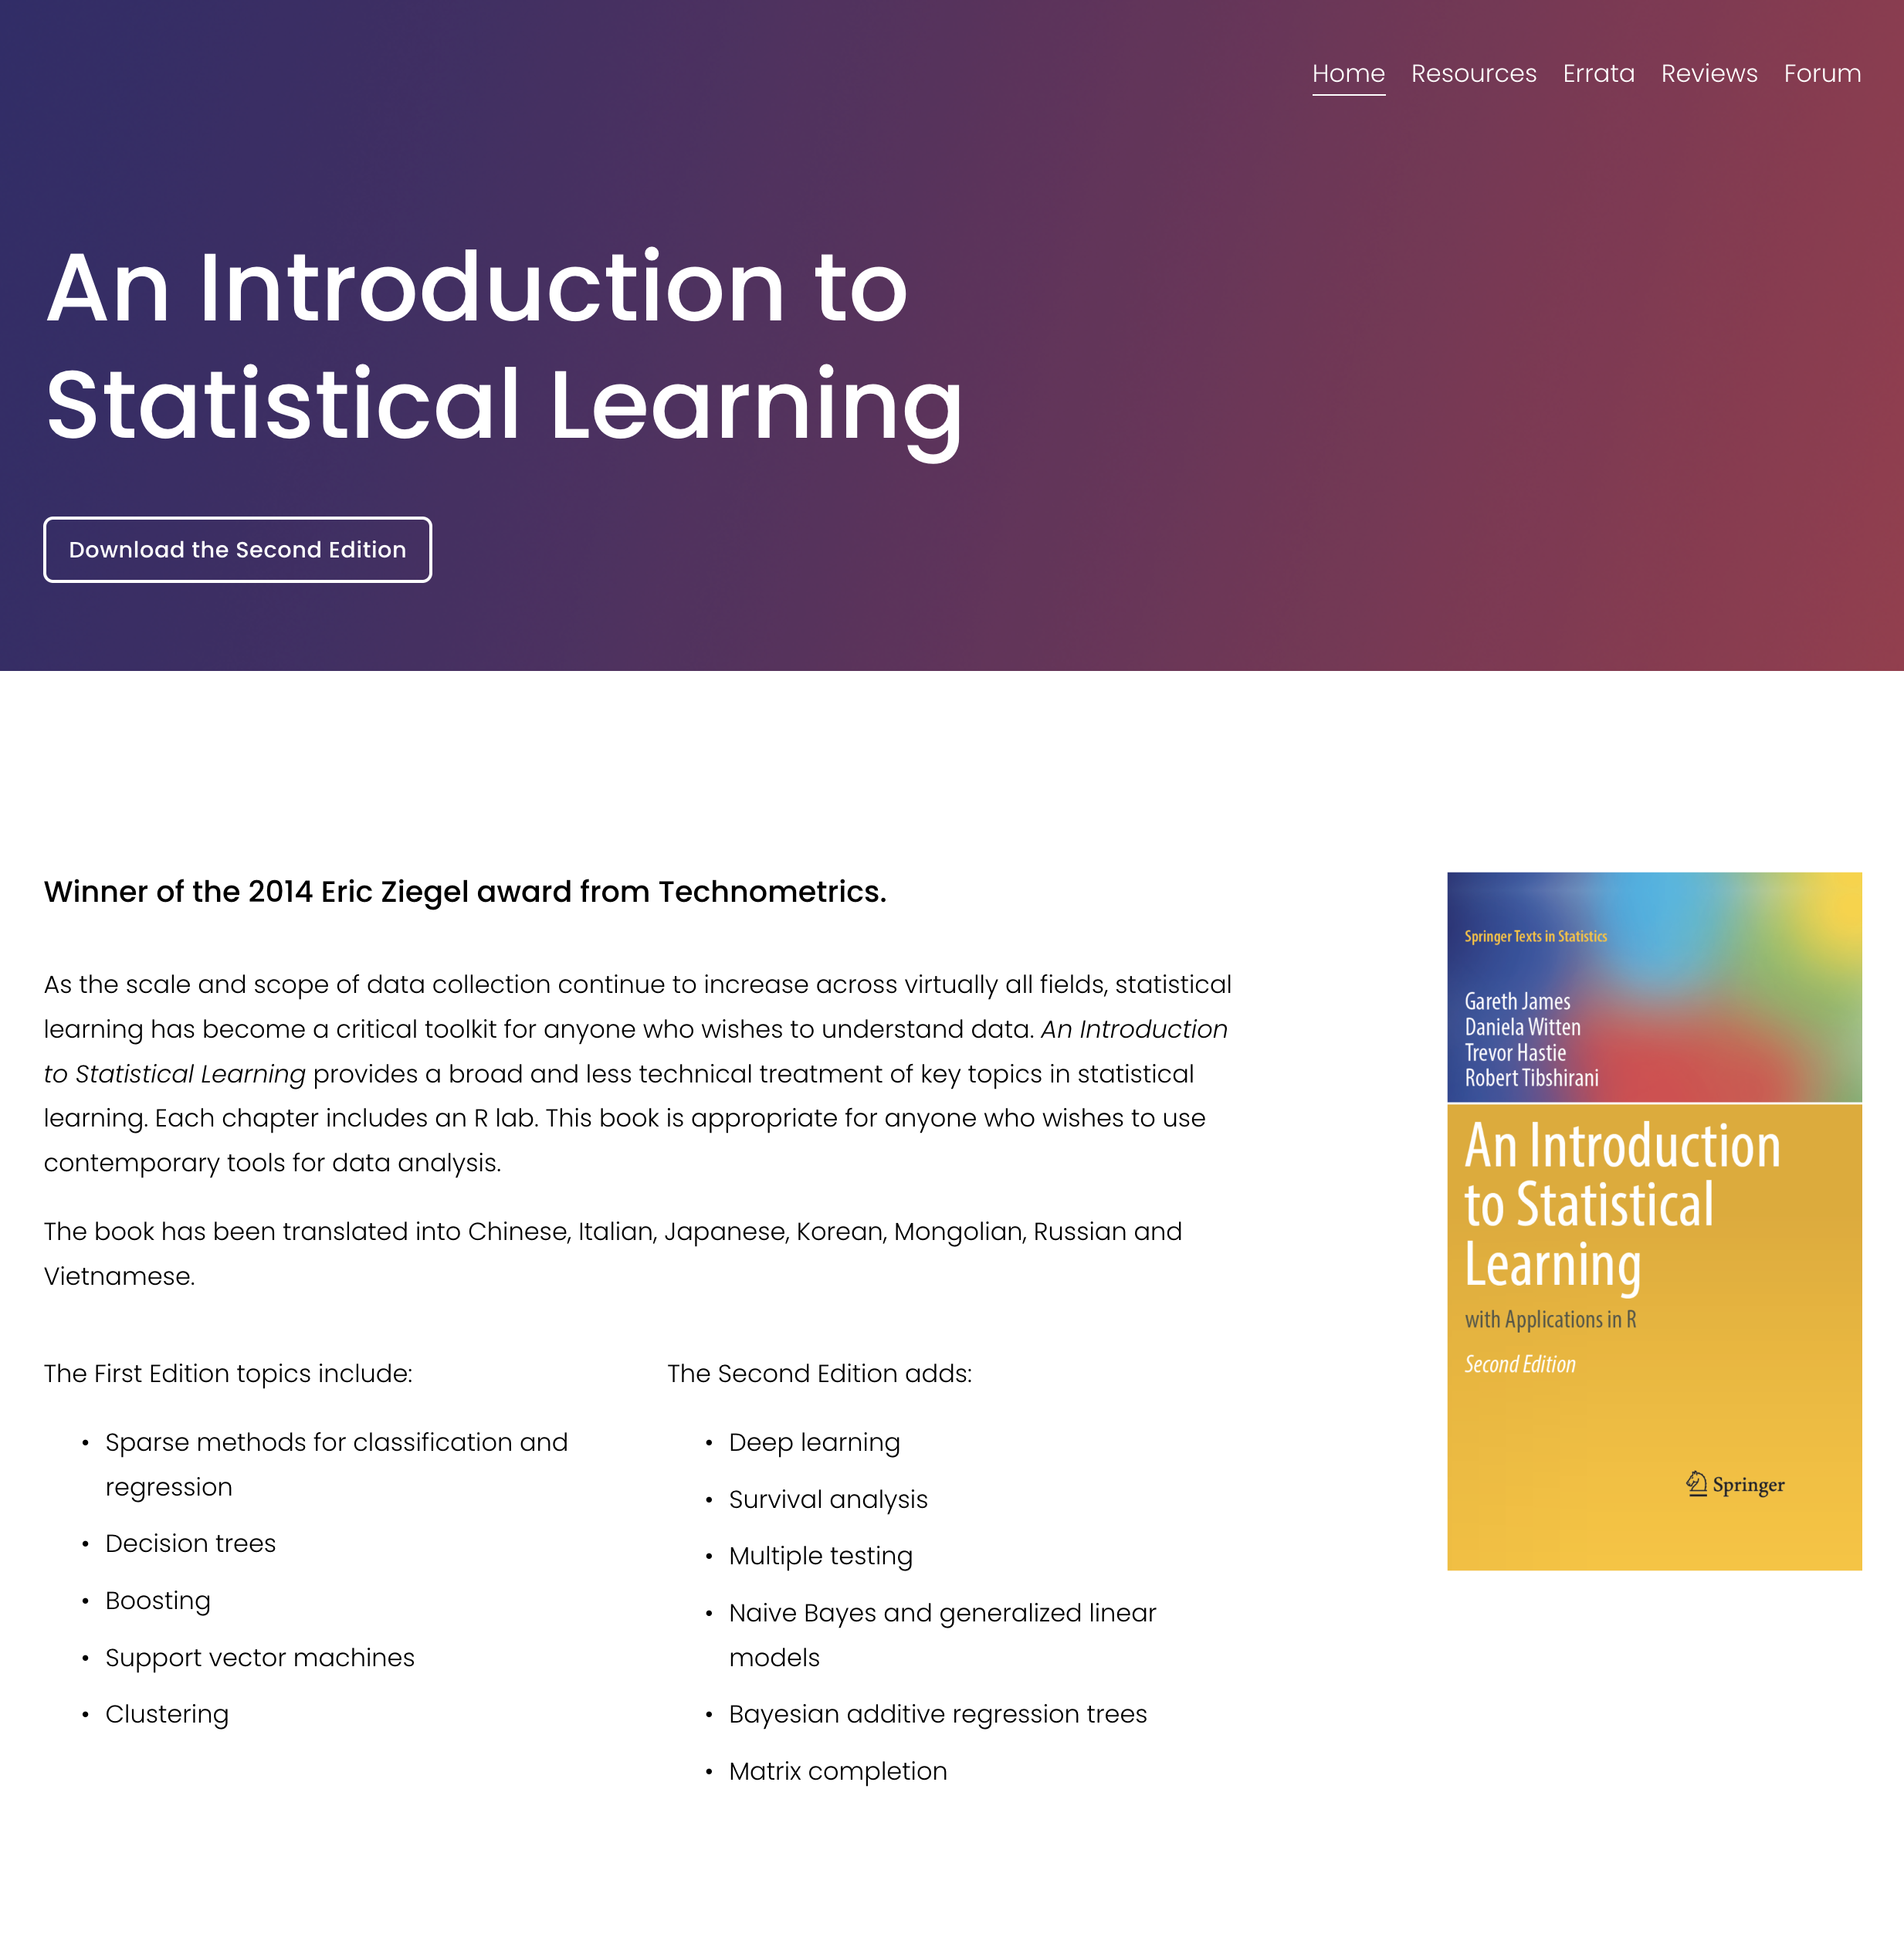 Home Resources Errata Reviews Forum
An Introduction to
Statistical Learning
Download the Second Edition
Winner of the 2014 Eric Ziegel award from Technometrics.
As the scale and scope of data collection continue to increase across virtually all fields, statistical
learning has become a critical toolkit for anyone who wishes to understand data. An Introduction
to Statistical Learning provides a broad and less technical treatment of key topics in statistical
learning. Each chapter includes an R lab. This book is appropriate for anyone who wishes to use
contemporary tools for data analysis.
The book has been translated into Chinese, Italian, Japanese, Korean, Mongolian, Russian and
Vietnamese.
The First Edition topics include:
• Sparse methods for classification and
regression
• Decision trees
• Boosting
• Support vector machines
• Clustering
The Second Edition adds:
• Deep learning
• Survival analysis
• Multiple testing
• Naive Bayes and generalized linear
models
• Bayesian additive regression trees
• Matrix completion
Springer Texts in Statistics
Gareth James
Daniela Witten
Trevor Hastie
Robert Tibshirani
An Introduction
to Statistical
Learning
with Applications in R
Second Edition
Springer